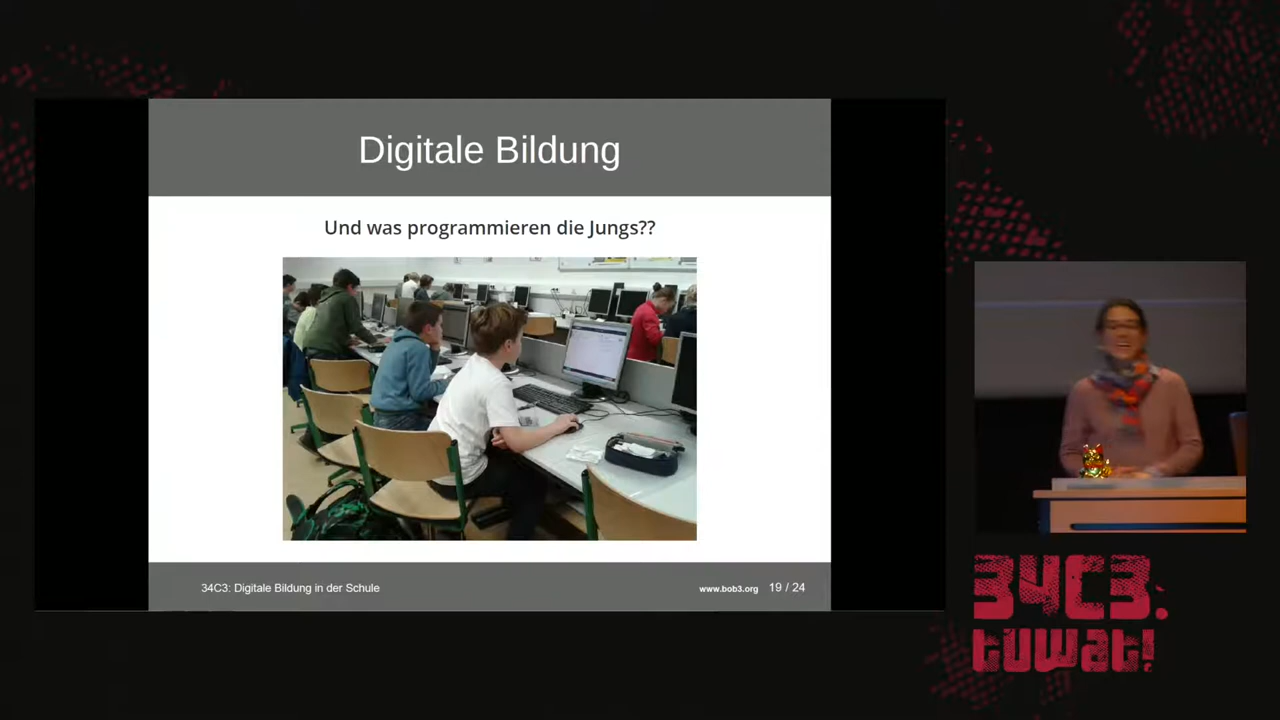 Digitale Bildung
Und was programmieren die Jungs??
34C3: Digitale Bildung in der Schule
www.bob3.org
19 / 24
34C3.
tuwat!